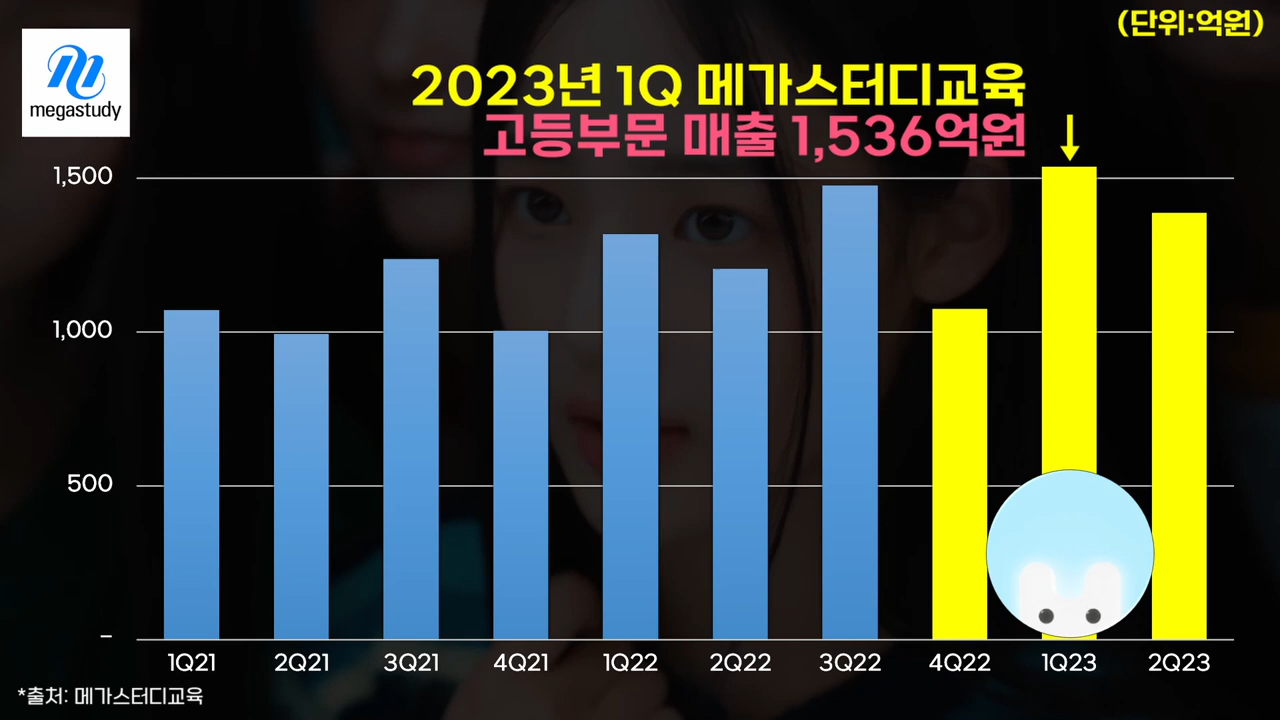 (단위:억원)
megastudy
2023년 1Q 메가스터디교육
고등부문 매출 1,536억원
1,500
1,000
500
–
1Q21 2Q21 3Q21 4Q21 1Q22 2Q22 3Q22 4Q22 1Q23 2Q23
*출처: 메가스터디교육